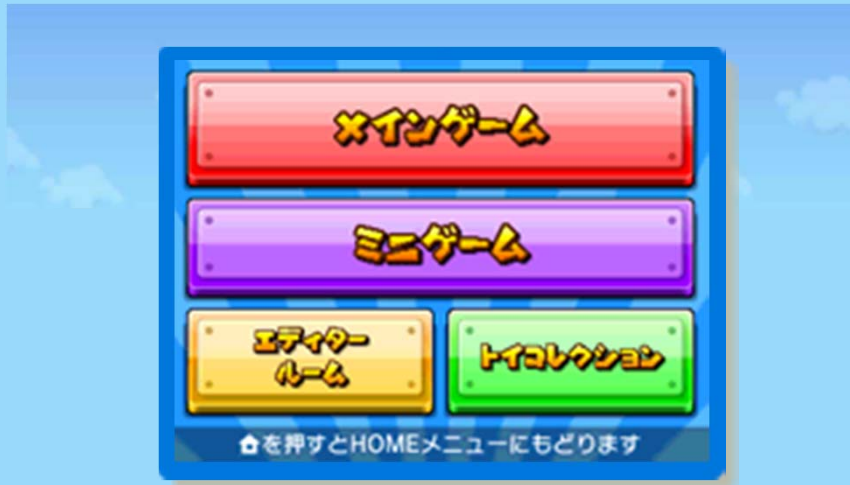 メインゲーム
ミニゲーム
エディター
ルーム
トイコレクション
を押すとHOMEメニューにもどります